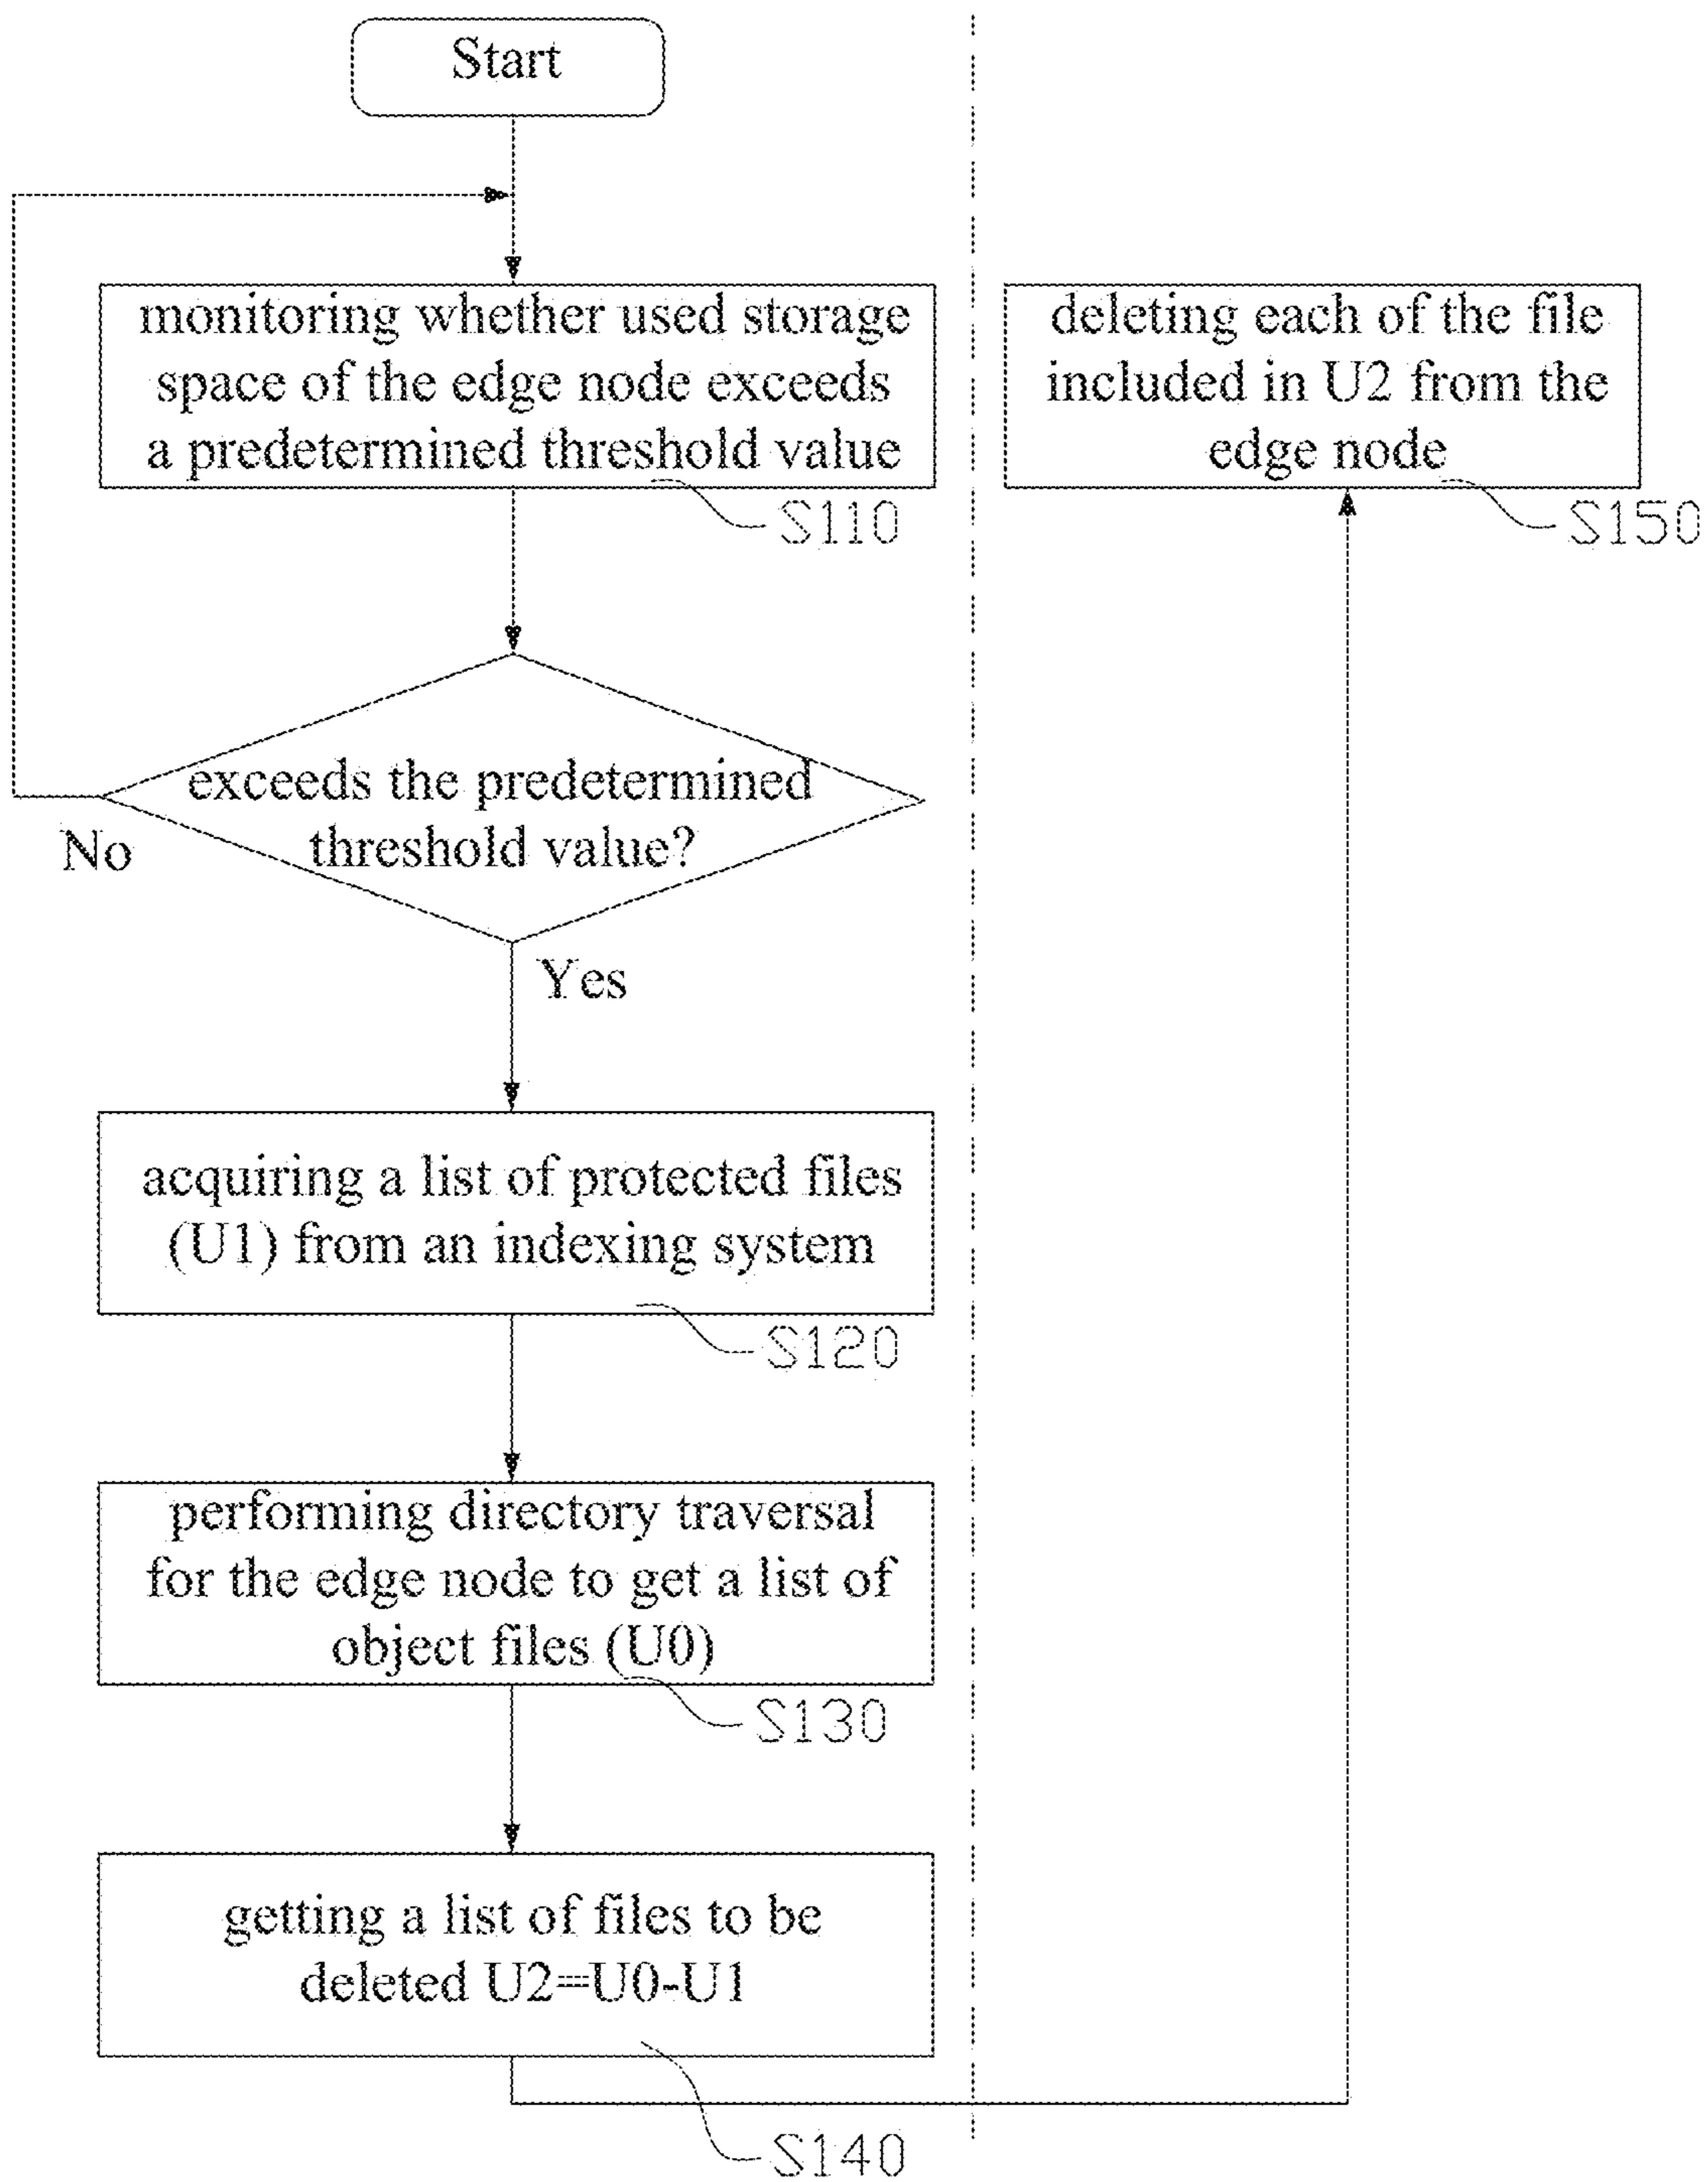 Start
monitoring whether used storage
space of the edge node exceeds
a predetermined threshold value
S110
exceeds the predetermined
threshold value?
No
Yes
acquiring a list of protected files
(U1) from an indexing system
S120
performing directory traversal
for the edge node to get a list of
object files (U0)
S130
getting a list of files to be
deleted U2=U0-U1
S140
deleting each of the file
included in U2 from the
edge node
S150